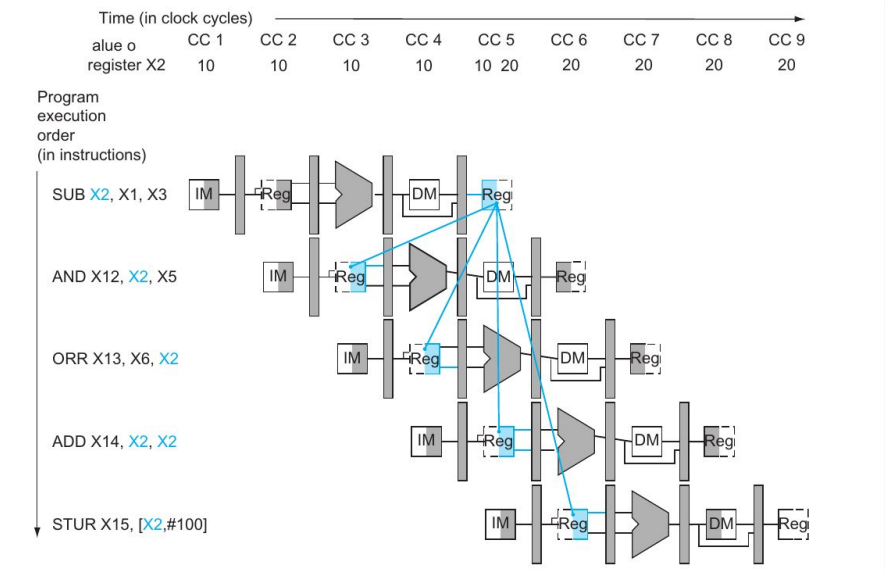 Time (in clock cycles)
alue o CC 1 CC 2 CC 3 CC 4 CC 5 CC 6 CC 7 CC 8 CC 9
register X2 10 10 10 10 10 20 20 20 20 20
Program
execution
order
(in instructions)
SUB X2, X1, X3 IM Reg DM Reg
AND X12, X2, X5 IM Reg DM Reg
ORR X13, X6, X2 IM Reg DM Reg
ADD X14, X2, X2 IM Reg DM Reg
STUR X15, [X2,#100] IM Reg DM Reg